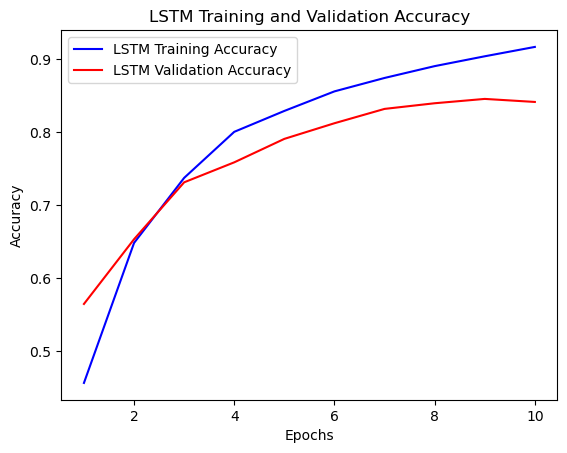 LSTM Training and Validation Accuracy
LSTM Training Accuracy
LSTM Validation Accuracy
Accuracy
0.9
0.8
0.7
0.6
0.5
2 4 6 8 10
Epochs